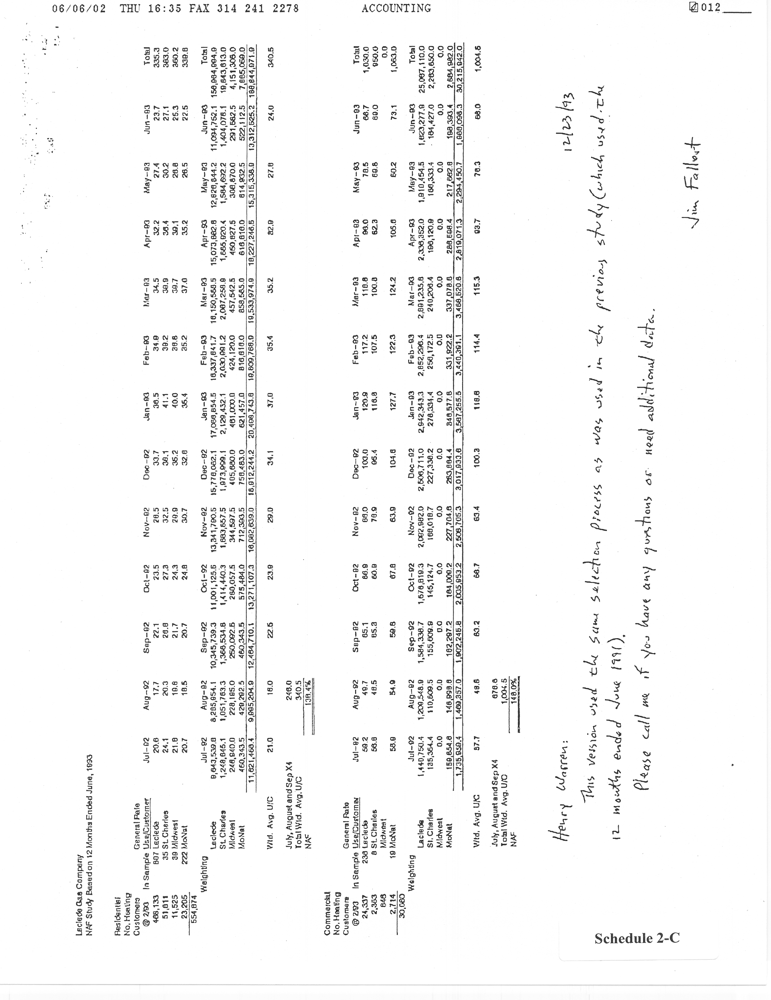 06/06/02 THU 16:35 FAX 314 241 2278 ACCOUNTING 012
Laclede Gas Company
NAF Study Based on 12 Months Ended June, 1993
Residential
No. Heating
Customers General Rate
@ 2/93 In Sample Use/Customer Jul-92 Aug-92 Sep-92 Oct-92 Nov-92 Dec-92 Jan-93 Feb-93 Mar-93 Apr-93 May-93 Jun-93 Total
468,133 807 Laclede 20.6 17.7 22.1 23.5 28.5 33.7 36.5 34.9 34.5 32.2 27.4 23.7 335.3
51,811 35 St. Charles 24.1 20.3 26.8 27.3 32.5 38.1 41.1 39.2 39.9 36.4 30.2 27.1 383.0
11,525 39 Midwest 21.6 19.8 21.7 24.3 29.9 35.2 40.0 36.8 39.7 39.1 26.8 25.3 360.2
23,205 222 MoNat 20.7 18.5 20.7 24.8 30.7 32.6 35.4 35.2 37.0 35.2 26.5 22.5 339.8
554,674
Weighting Jul-92 Aug-92 Sep-92 Oct-92 Nov-92 Dec-92 Jan-93 Feb-93 Mar-93 Apr-93 May-93 Jun-93 Total
Laclede 9,643,539.8 8,285,954.1 10,345,739.3 11,001,125.5 13,341,790.5 15,776,082.1 17,086,854.5 16,337,841.7 16,150,588.5 15,073,882.6 12,826,844.2 11,094,752.1 156,964,994.9
St. Charles 1,248,645.1 1,051,763.3 1,388,534.8 1,414,440.3 1,683,857.5 1,973,999.1 2,129,432.1 2,030,991.2 2,067,258.9 1,885,920.4 1,564,692.2 1,404,078.1 19,843,613.0
Midwest 248,940.0 228,195.0 250,092.5 280,057.5 344,597.5 405,680.0 461,000.0 424,120.0 457,542.5 450,627.5 308,870.0 291,582.5 4,151,305.0
MoNat 480,343.5 429,292.5 480,343.5 575,484.0 712,393.5 756,483.0 821,457.0 816,816.0 858,585.0 816,816.0 614,932.5 522,112.5 7,885,059.0
11,621,468.4 9,995,204.9 12,464,710.1 13,271,107.3 16,082,639.0 18,912,244.2 20,498,743.6 19,609,768.9 19,533,974.9 18,227,246.5 15,315,338.9 13,312,525.2 188,844,971.9
Wtd. Avg. U/C 21.0 18.0 22.5 23.9 29.0 34.1 37.0 35.4 35.2 32.9 27.6 24.0 340.5
July, August and Sep X4 246.0
Total Wtd. Avg. U/C 340.5
NAF 138.4%
Commercial
No. Heating
Customers General Rate
@ 2/93 In Sample Use/Customer Jul-92 Aug-92 Sep-92 Oct-92 Nov-92 Dec-92 Jan-93 Feb-93 Mar-93 Apr-93 May-93 Jun-93 Total
24,337 238 Laclede 59.2 49.7 65.1 68.9 86.0 103.0 120.9 117.2 118.8 96.0 78.5 66.7 1,030.0
2,383 8 St. Charles 56.8 46.5 65.3 60.9 78.9 95.4 116.8 107.5 100.8 82.3 69.8 69.0 950.0
646 Midwest 0.0
2,714 19 MoNat 58.9 54.9 59.8 67.8 83.9 104.6 127.7 122.3 124.2 105.6 80.2 73.1 1,063.0
30,080
Weighting Jul-92 Aug-92 Sep-92 Oct-92 Nov-92 Dec-92 Jan-93 Feb-93 Mar-93 Apr-93 May-93 Jun-93 Total
Laclede 1,440,750.4 1,209,548.9 1,584,338.7 1,676,819.3 2,092,982.0 2,506,711.0 2,942,343.3 2,852,296.4 2,891,235.6 2,336,352.0 1,910,454.5 1,623,277.9 25,067,110.0
St. Charles 135,354.4 110,809.5 155,609.9 145,124.7 188,018.7 227,338.2 278,334.4 256,172.5 240,206.4 196,120.9 166,333.4 164,427.0 2,263,850.0
Midwest 0.0 0.0 0.0 0.0 0.0 0.0 0.0 0.0 0.0 0.0 0.0 0.0 0.0
MoNat 159,854.6 148,998.6 162,297.2 184,009.2 227,704.6 283,884.4 346,577.8 331,922.2 337,078.8 286,598.4 217,662.8 198,393.4 2,884,982.0
1,735,959.4 1,469,357.0 1,902,245.8 2,005,953.2 2,508,705.3 3,017,933.6 3,567,255.5 3,440,391.1 3,468,520.8 2,819,071.3 2,294,450.7 1,986,098.3 30,215,942.0
Wtd. Avg. U/C 57.7 48.8 63.2 66.7 83.4 100.3 118.6 114.4 115.3 93.7 76.3 66.0 1,004.5
July, August and Sep X4 678.8
Total Wtd. Avg. U/C 1,004.5
NAF 148.0%
Henry Warren: 12/23/93
This version used the same selection process as was used in the previous study (which used the
12 months ended June 1991).
Please call me if you have any questions or need additional data.
Jim Fallert
Schedule 2-C